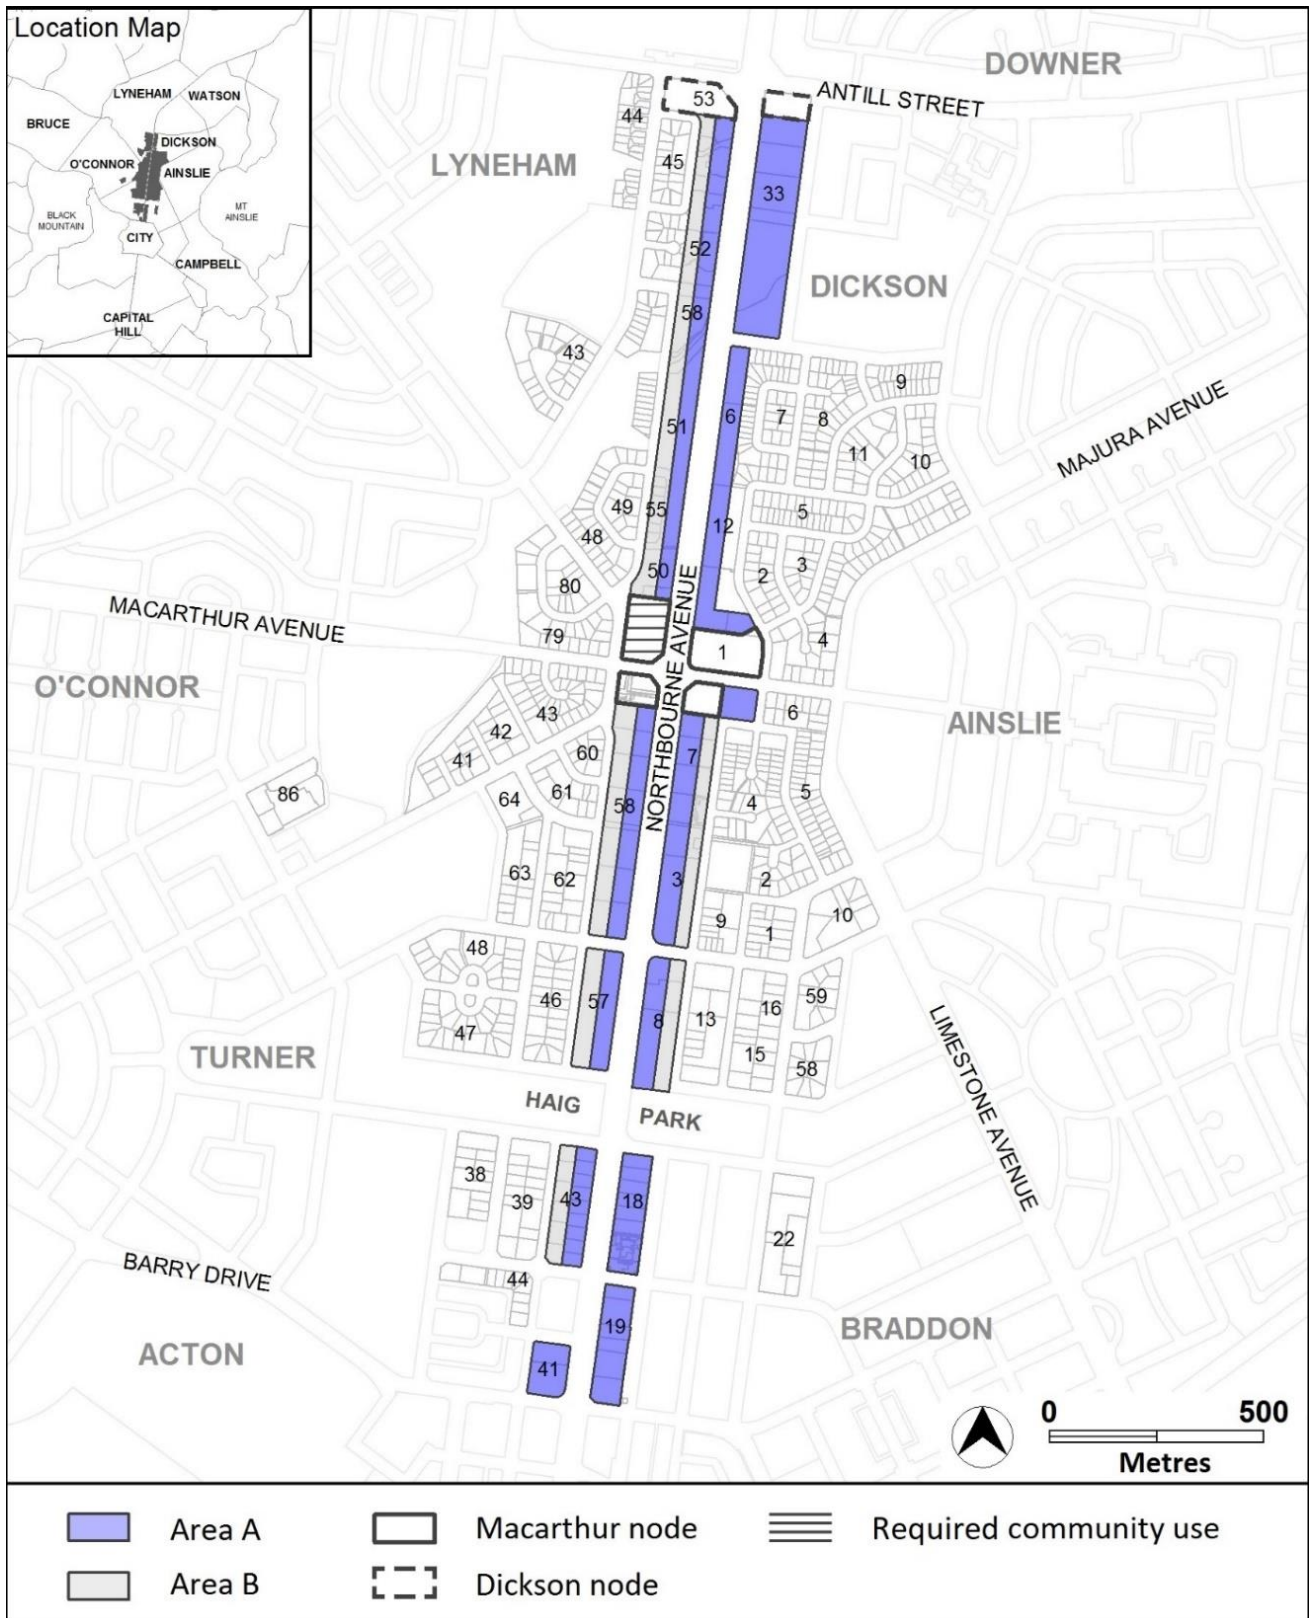 Location Map
LYNEHAM
WATSON
BRUCE
DICKSON
O'CONNOR
AINSLIE
BLACK
MOUNTAIN
MT
AINSLIE
CITY
CAMPBELL
CAPITAL
HILL
DOWNER
ANTILL STREET
53
44
LYNEHAM
45
33
52
DICKSON
58
43
9
MAJURA AVENUE
6
7
8
51
11
10
49
55
5
12
48
3
50
2
80
MACARTHUR AVENUE
79
1
4
O'CONNOR
NORTHBOURNE AVENUE
43
6
AINSLIE
42
60
7
41
86
64
61
58
4
5
63
62
3
2
9
1
10
48
46
57
8
13
16
59
47
15
58
TURNER
LIMESTONE AVENUE
HAIG
PARK
38
39
43
18
22
BARRY DRIVE
44
19
BRADDON
ACTON
41
0
500
Metres
Area A
Macarthur node
Required community use
Area B
Dickson node